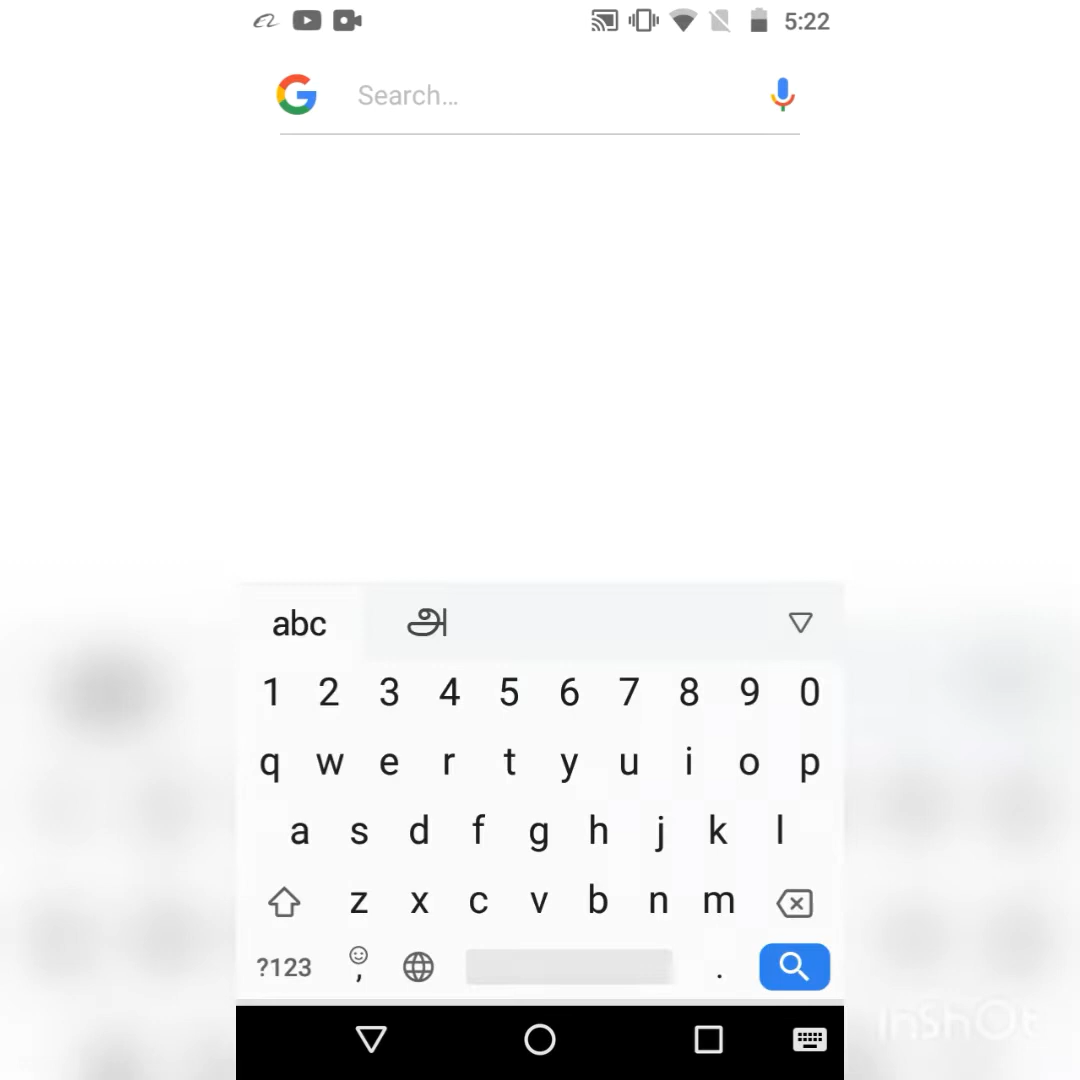 5:22
Search...
abc அ
1 2 3 4 5 6 7 8 9 0
q w e r t y u i o p
a s d f g h j k l
z x c v b n m
?123 , .
InShOt